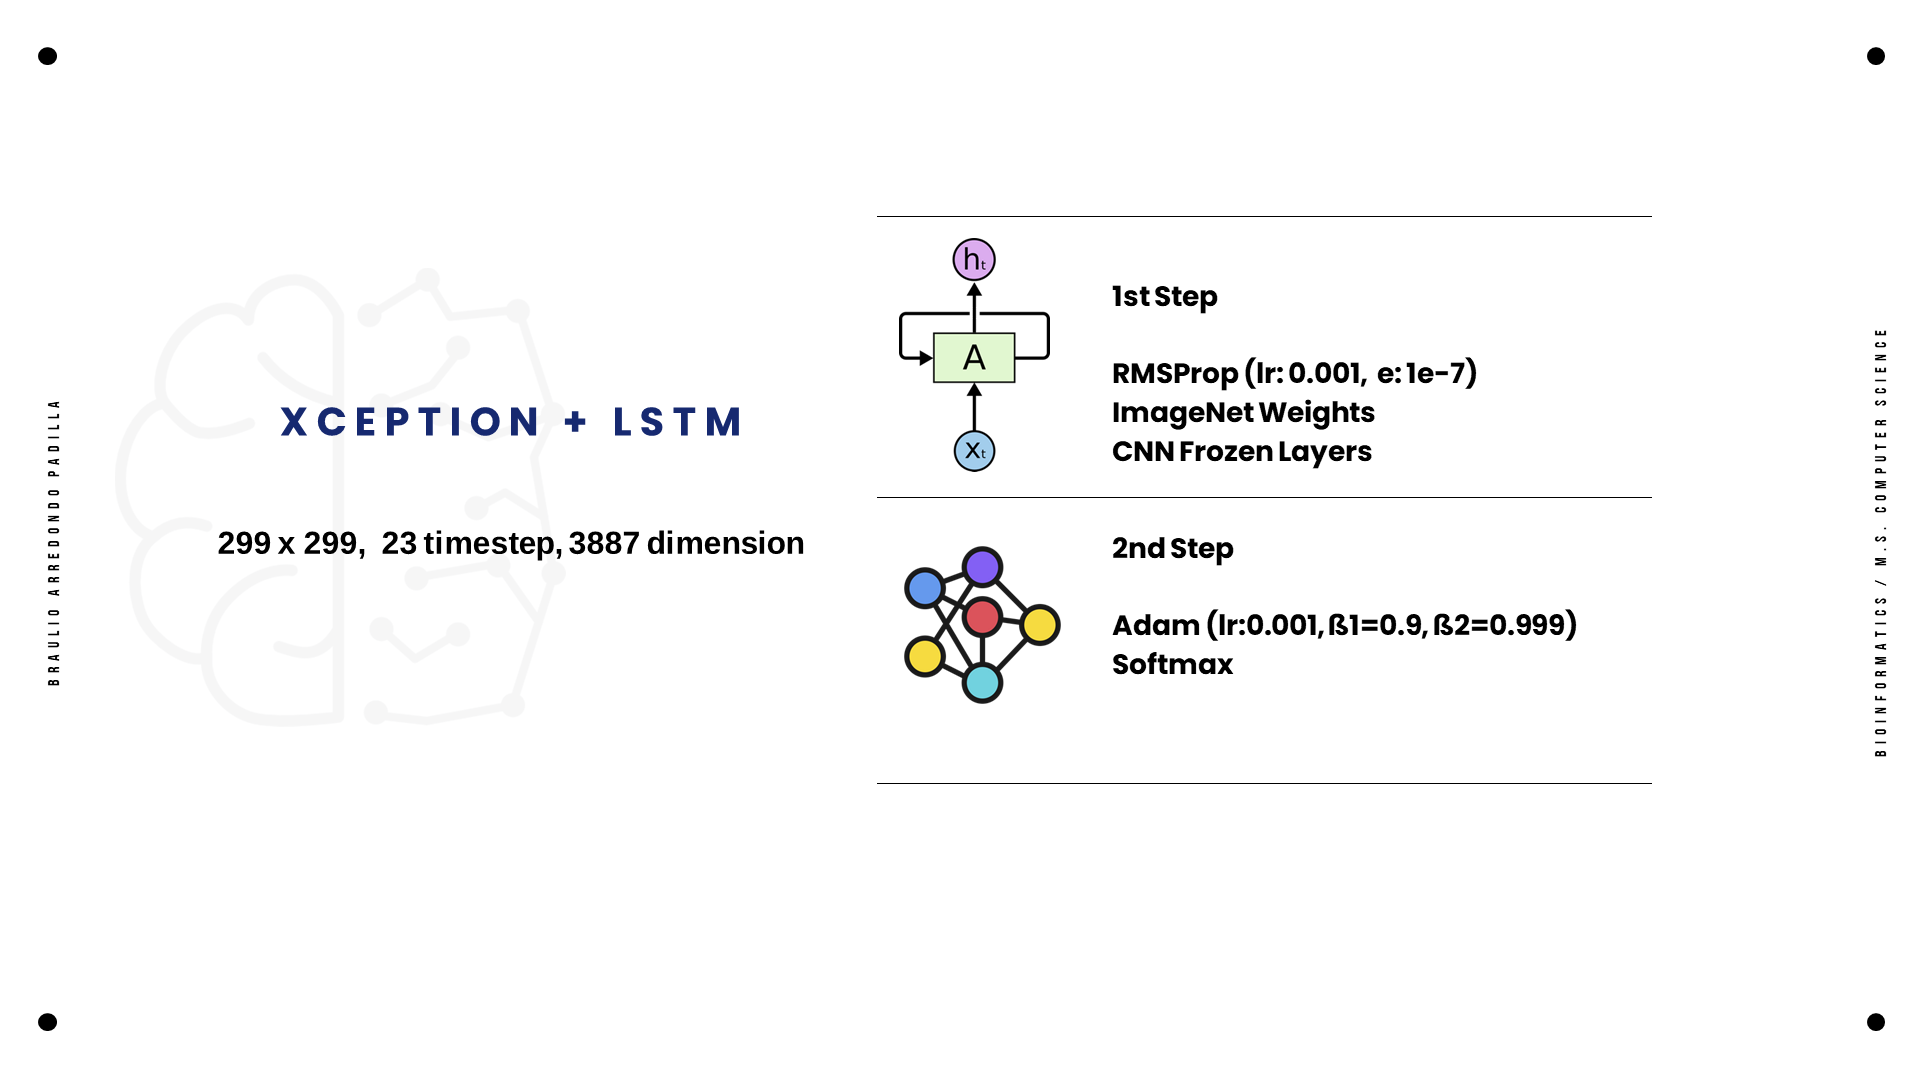 BRAULIO ARREDONDO PADILLA
XCEPTION + LSTM
299 x 299, 23 timestep, 3887 dimension
ht
A
xt
1st Step
RMSProp (lr: 0.001, e: 1e-7)
ImageNet Weights
CNN Frozen Layers
2nd Step
Adam (lr:0.001, ß1=0.9, ß2=0.999)
Softmax
BIOINFORMATICS / M.S. COMPUTER SCIENCE